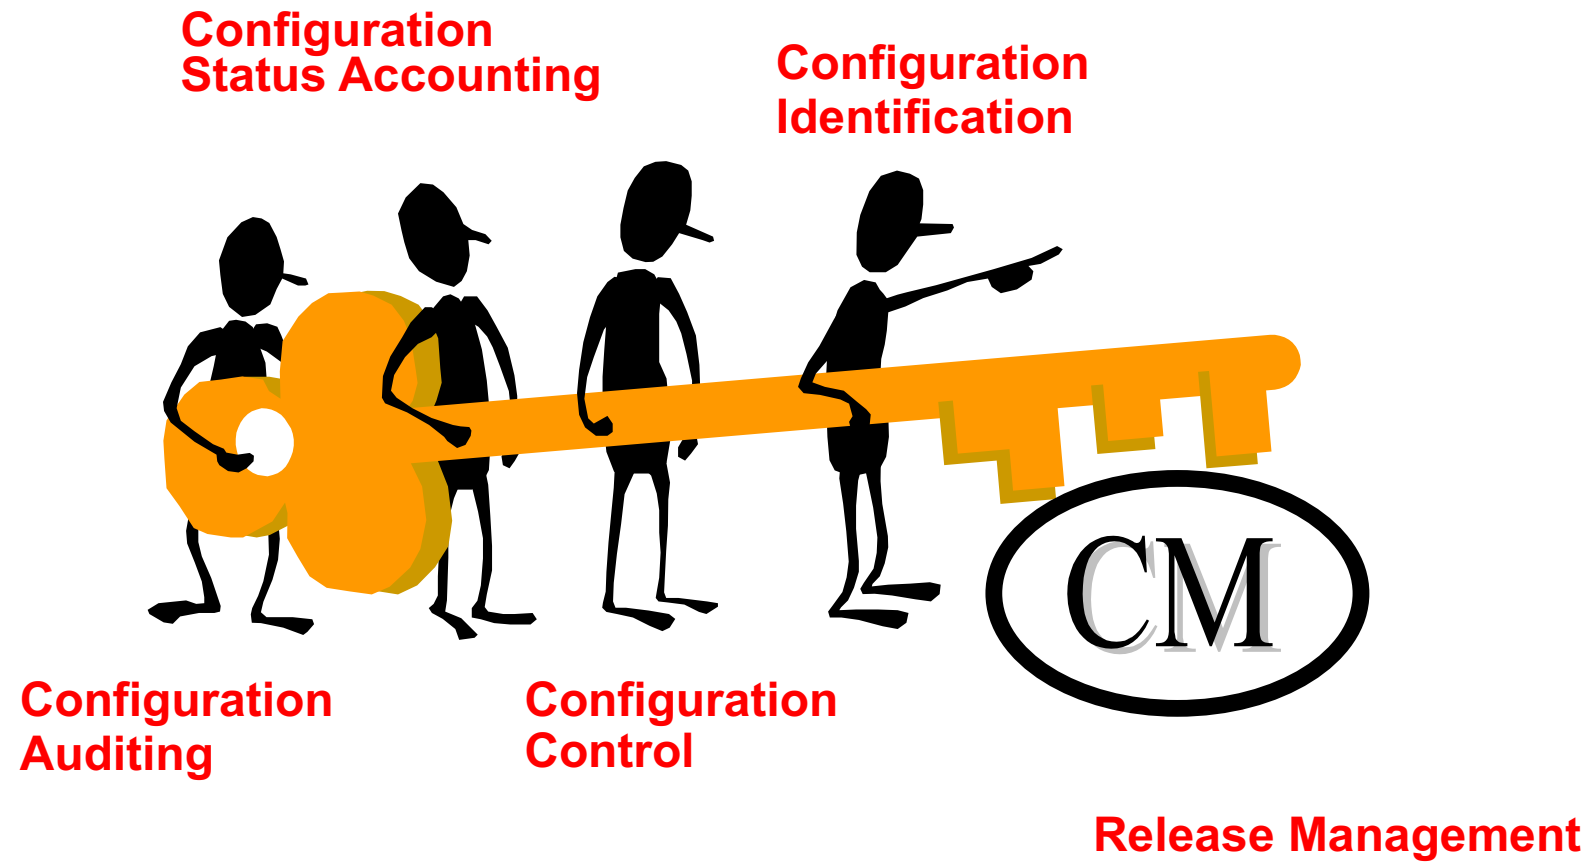 Configuration
Status Accounting
Configuration
Identification
CM
Configuration
Auditing
Configuration
Control
Release Management